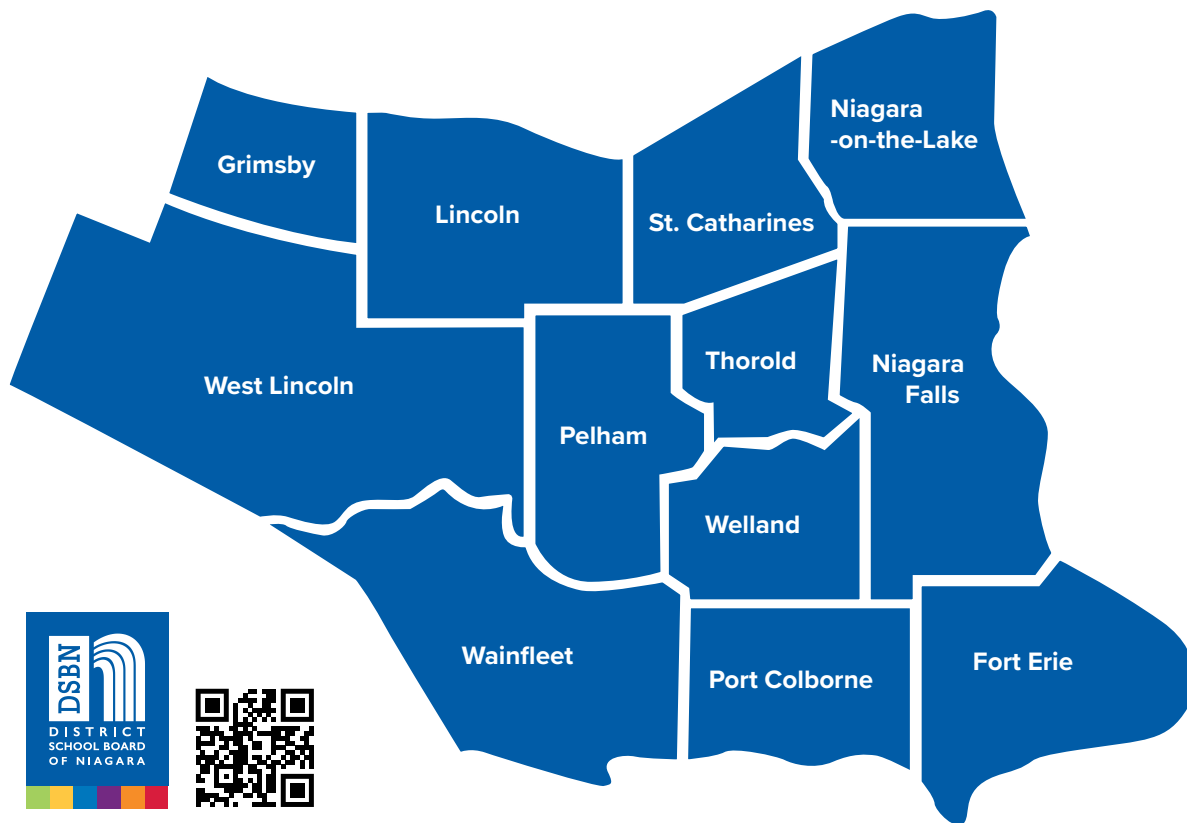 Niagara
-on-the-Lake
Grimsby
Lincoln
St. Catharines
Thorold
Niagara
Falls
West Lincoln
Pelham
Welland
Wainfleet
Port Colborne
Fort Erie
DSBN
DISTRICT
SCHOOL BOARD
OF NIAGARA